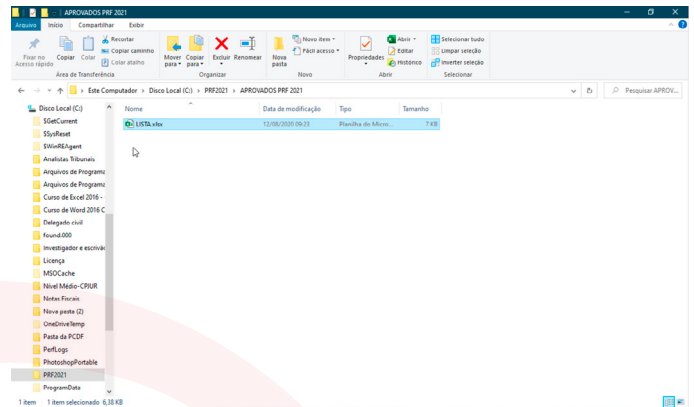 APROVADOS PRF 2021
Arquivo Início Compartilhar Exibir
Fixar no Acesso rápido
Copiar
Colar
Recortar
Copiar caminho
Colar atalho
Mover para
Copiar para
Excluir
Renomear
Nova pasta
Novo item
Fácil acesso
Propriedades
Abrir
Editar
Histórico
Selecionar tudo
Limpar seleção
Inverter seleção
Área de Transferência Organizar Novo Abrir Selecionar
Este Computador > Disco Local (C:) > PRF2021 > APROVADOS PRF 2021
Pesquisar APROV...
Disco Local (C:)
$GetCurrent
$SysReset
$WinREAgent
Analistas Tribunais
Arquivos de Programa
Arquivos de Programa
Curso de Excel 2016 -
Curso de Word 2016 C
Delegado civil
found.000
Investigador e escrivão
Licença
MSOCache
Nível Médio-CPIUR
Notas Fiscais
Nova pasta (2)
OneDriveTemp
Pasta da PCDF
PerfLogs
PhotoshopPortable
PRF2021
ProgramData
Nome Data de modificação Tipo Tamanho
LISTA.xlsx 12/08/2020 09:23 Planilha do Micro... 7 KB
1 item 1 item selecionado 6,38 KB